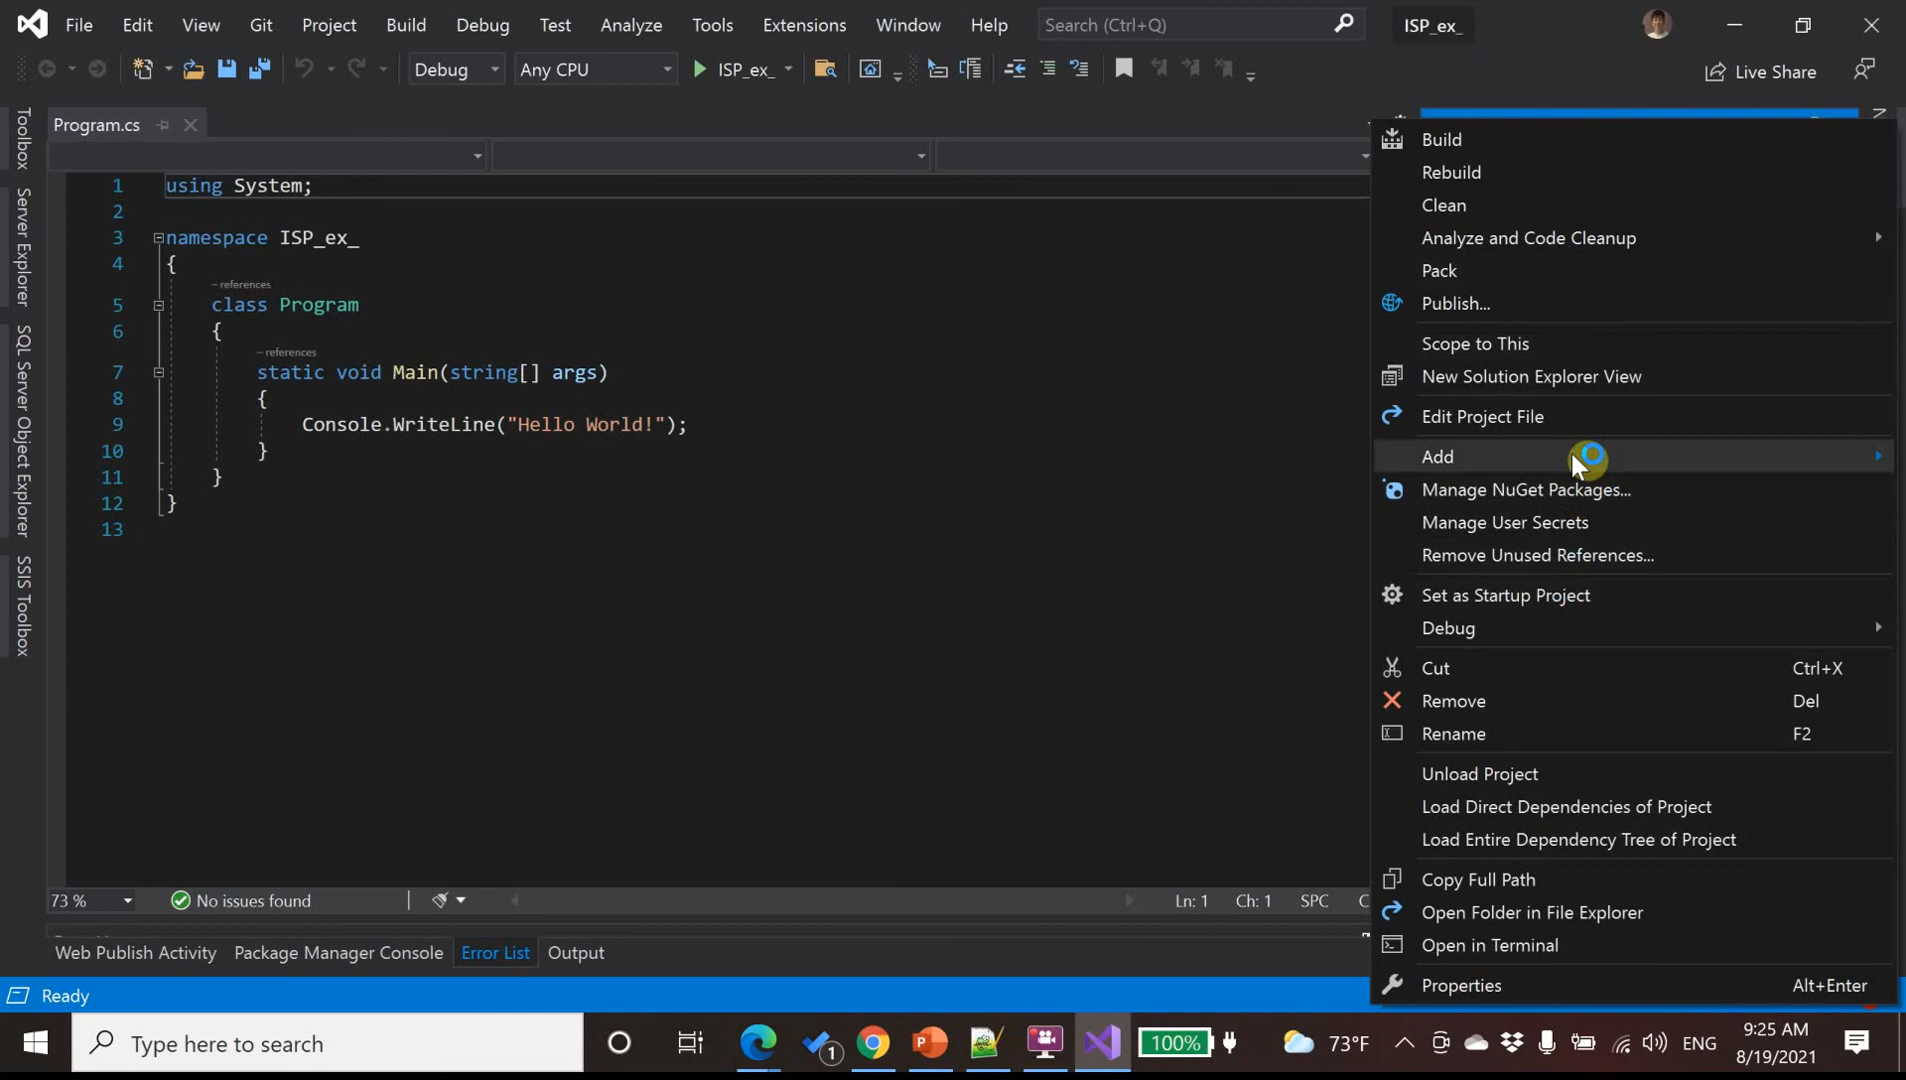 File Edit View Git Project Build Debug Test Analyze Tools Extensions Window Help Search (Ctrl+Q) ISP_ex_
Debug Any CPU ISP_ex_ Live Share
Toolbox
Server Explorer
SQL Server Object Explorer
SSIS Toolbox
Program.cs
1 using System;
2
3 namespace ISP_ex_
4 {
– references
5 class Program
6 {
– references
7 static void Main(string[] args)
8 {
9 Console.WriteLine("Hello World!");
10 }
11 }
12 }
13
73 % No issues found Ln: 1 Ch: 1 SPC
Web Publish Activity Package Manager Console Error List Output
Ready
Build
Rebuild
Clean
Analyze and Code Cleanup
Pack
Publish...
Scope to This
New Solution Explorer View
Edit Project File
Add
Manage NuGet Packages...
Manage User Secrets
Remove Unused References...
Set as Startup Project
Debug
Cut Ctrl+X
Remove Del
Rename F2
Unload Project
Load Direct Dependencies of Project
Load Entire Dependency Tree of Project
Copy Full Path
Open Folder in File Explorer
Open in Terminal
Properties Alt+Enter
Type here to search 1 100% 73°F ENG 9:25 AM
8/19/2021